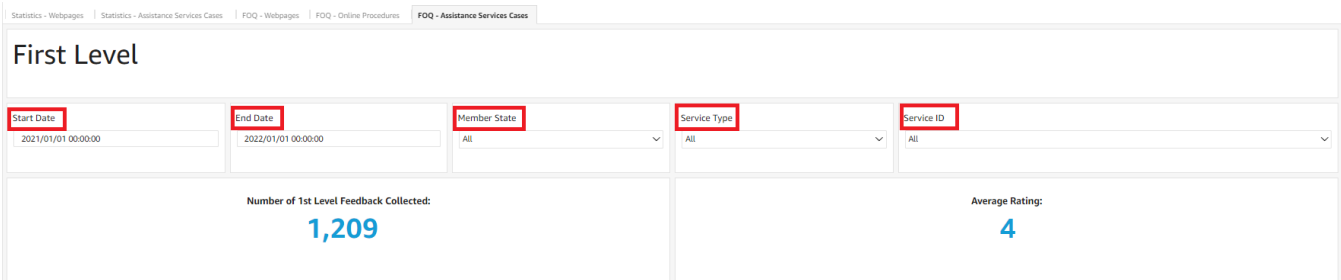 Statistics - Webpages
Statistics - Assistance Services Cases
FOQ - Webpages
FOQ - Online Procedures
FOQ - Assistance Services Cases
First Level
Start Date
2021/01/01 00:00:00
End Date
2022/01/01 00:00:00
Member State
All
Service Type
All
Service ID
All
Number of 1st Level Feedback Collected:
1,209
Average Rating:
4